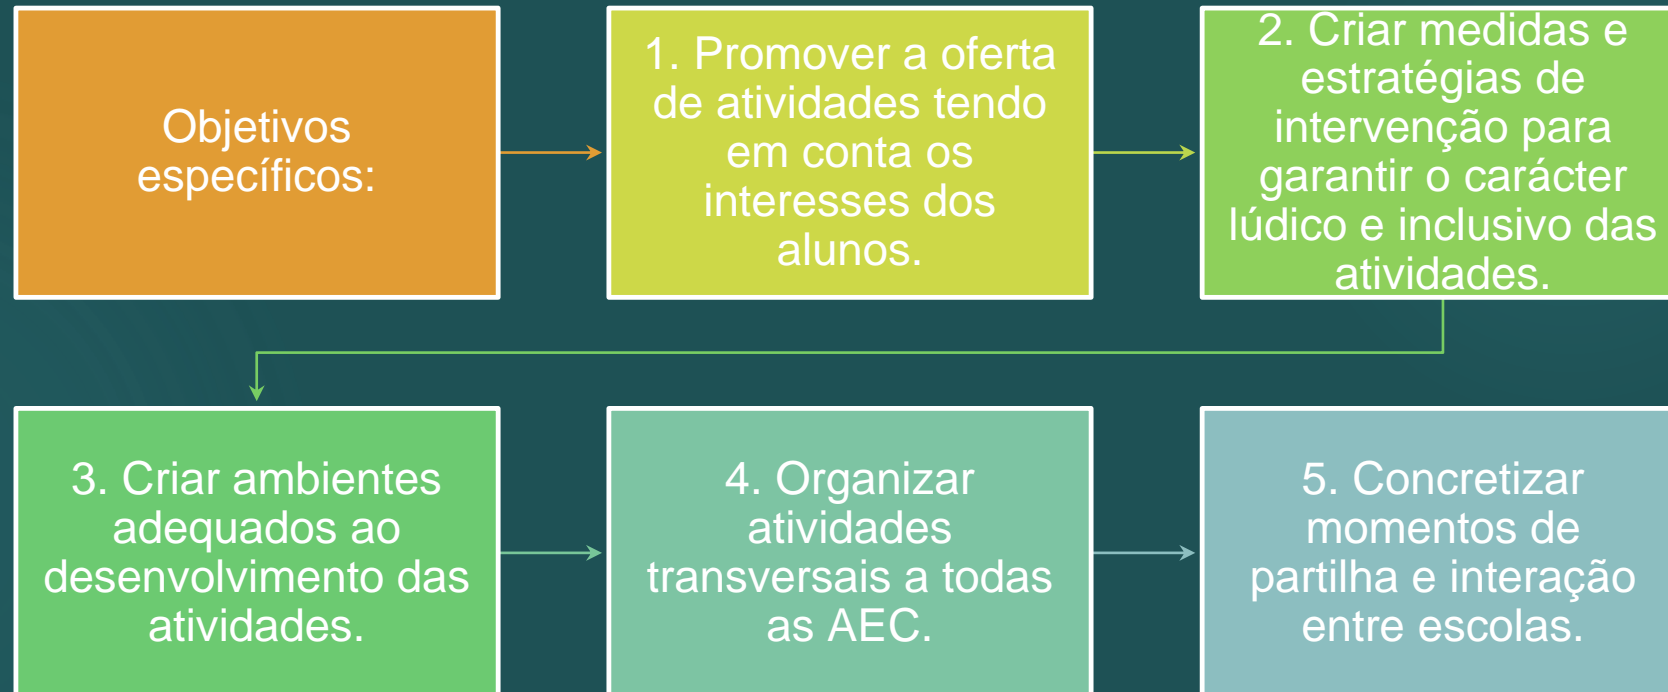 Objetivos
específicos:
1. Promover a oferta
de atividades tendo
em conta os
interesses dos
alunos.
2. Criar medidas e
estratégias de
intervenção para
garantir o carácter
lúdico e inclusivo das
atividades.
3. Criar ambientes
adequados ao
desenvolvimento das
atividades.
4. Organizar
atividades
transversais a todas
as AEC.
5. Concretizar
momentos de
partilha e interação
entre escolas.